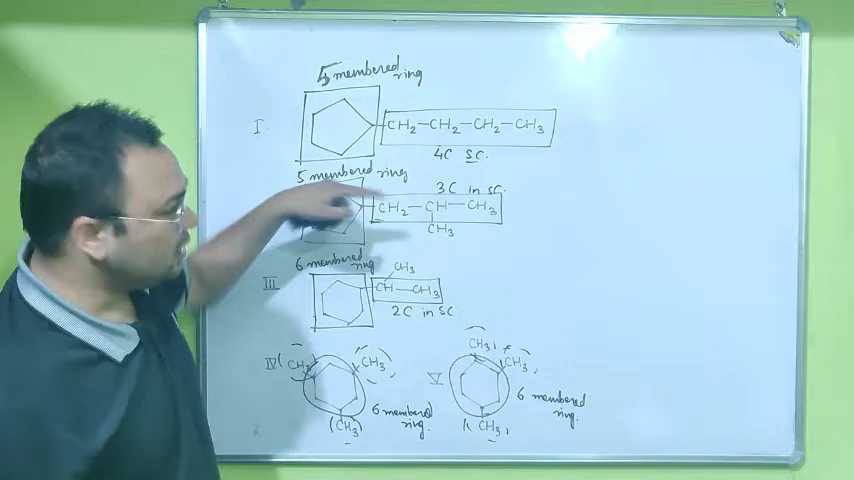 5 membered ring
I. CH2-CH2-CH2-CH3
4C SC.
5 membered ring
3C in SC.
CH2-CH-CH3
CH3
6 membered ring
III CH3
CH-CH3
2C in SC.
IV (CH3) (CH3)
6 membered ring.
(CH3)
V (CH3) (CH3)
6 membered ring.
(CH3)